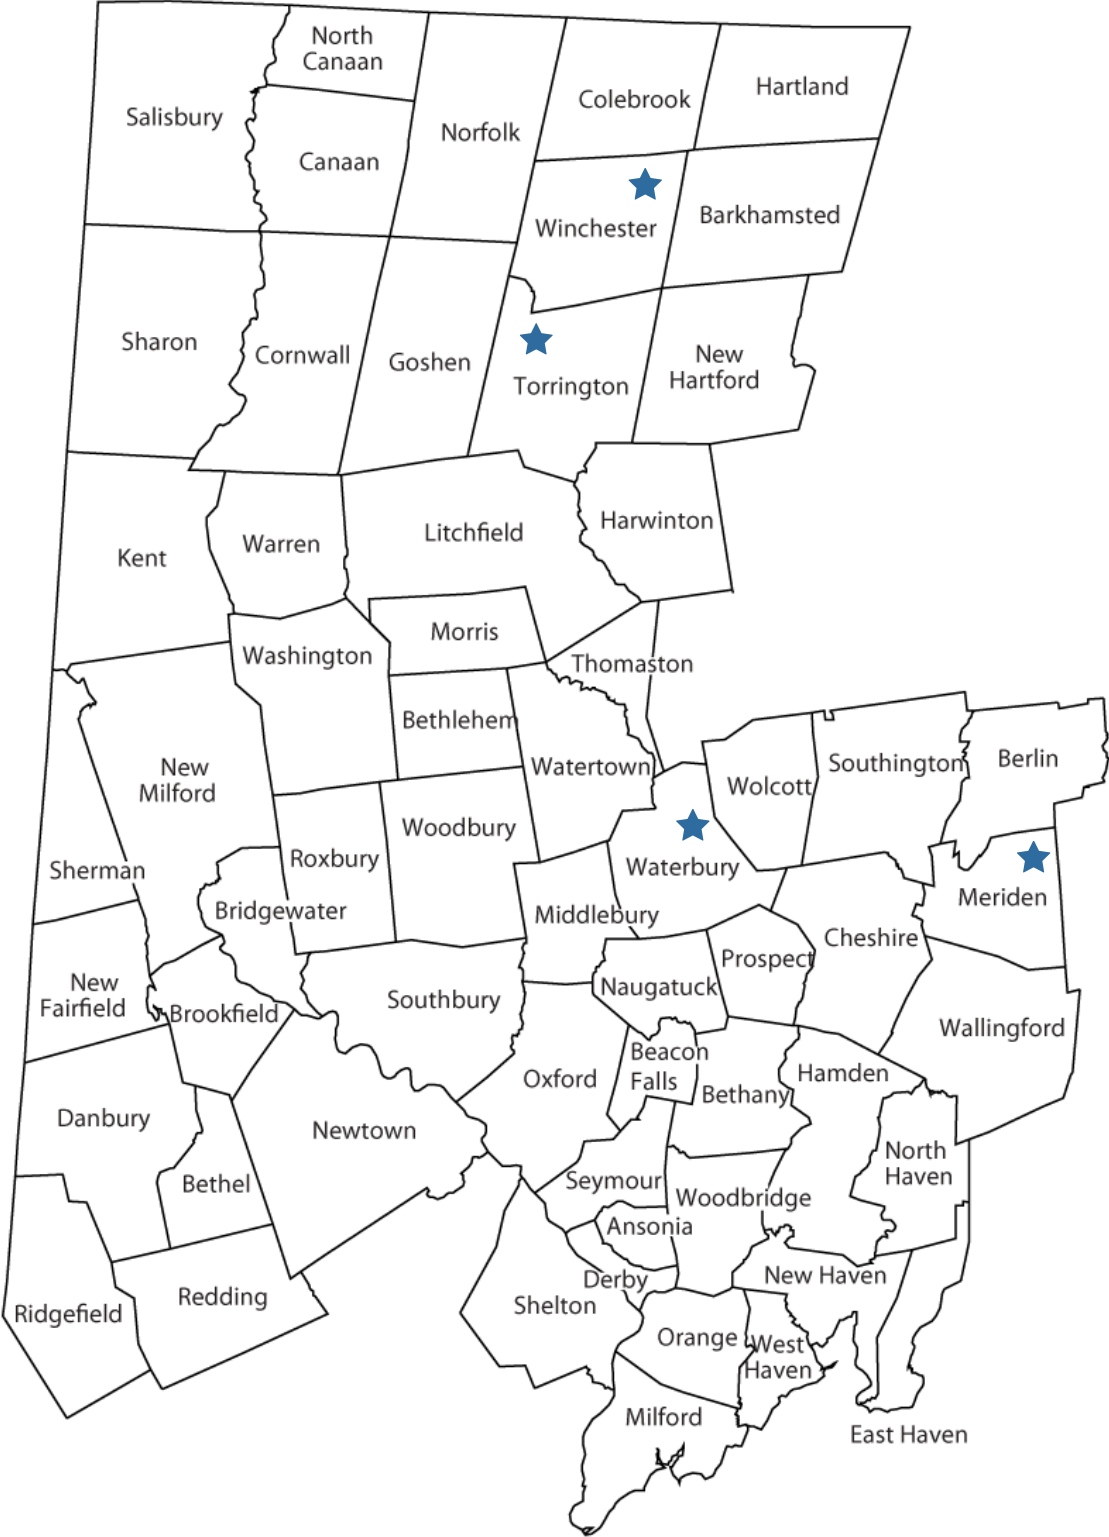 North
Canaan
Hartland
Colebrook
Salisbury
Norfolk
Canaan
Barkhamsted
Winchester
Sharon
Cornwall
New
Hartford
Goshen
Torrington
Harwinton
Litchfield
Warren
Kent
Morris
Washington
Thomaston
Bethlehem
Berlin
Southington
New
Milford
Watertown
Wolcott
Woodbury
Roxbury
Waterbury
Sherman
Meriden
Bridgewater
Middlebury
Cheshire
Prospect
New
Fairfield
Naugatuck
Southbury
Brookfield
Wallingford
Beacon
Falls
Hamden
Oxford
Bethany
Danbury
Newtown
North
Haven
Seymour
Bethel
Woodbridge
Ansonia
New Haven
Derby
Redding
Shelton
Ridgefield
Orange
West
Haven
Milford
East Haven